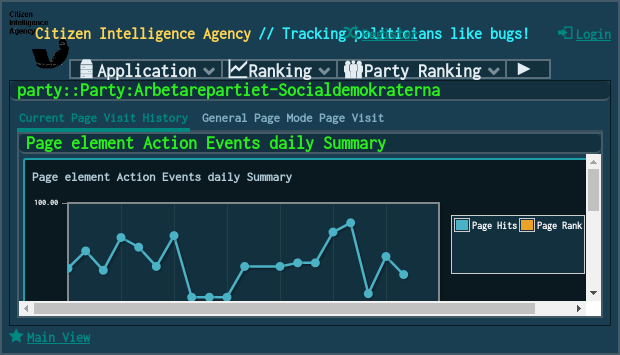 Citizen
Intelligence
Agency
Citizen Intelligence Agency // Tracking politicians like bugs!
Register
Login
Application
Ranking
Party Ranking
party::Party:Arbetarepartiet-Socialdemokraterna
Current Page Visit History
General Page Mode Page Visit
Page element Action Events daily Summary
Page element Action Events daily Summary
100.00
Page Hits
Page Rank
Main View